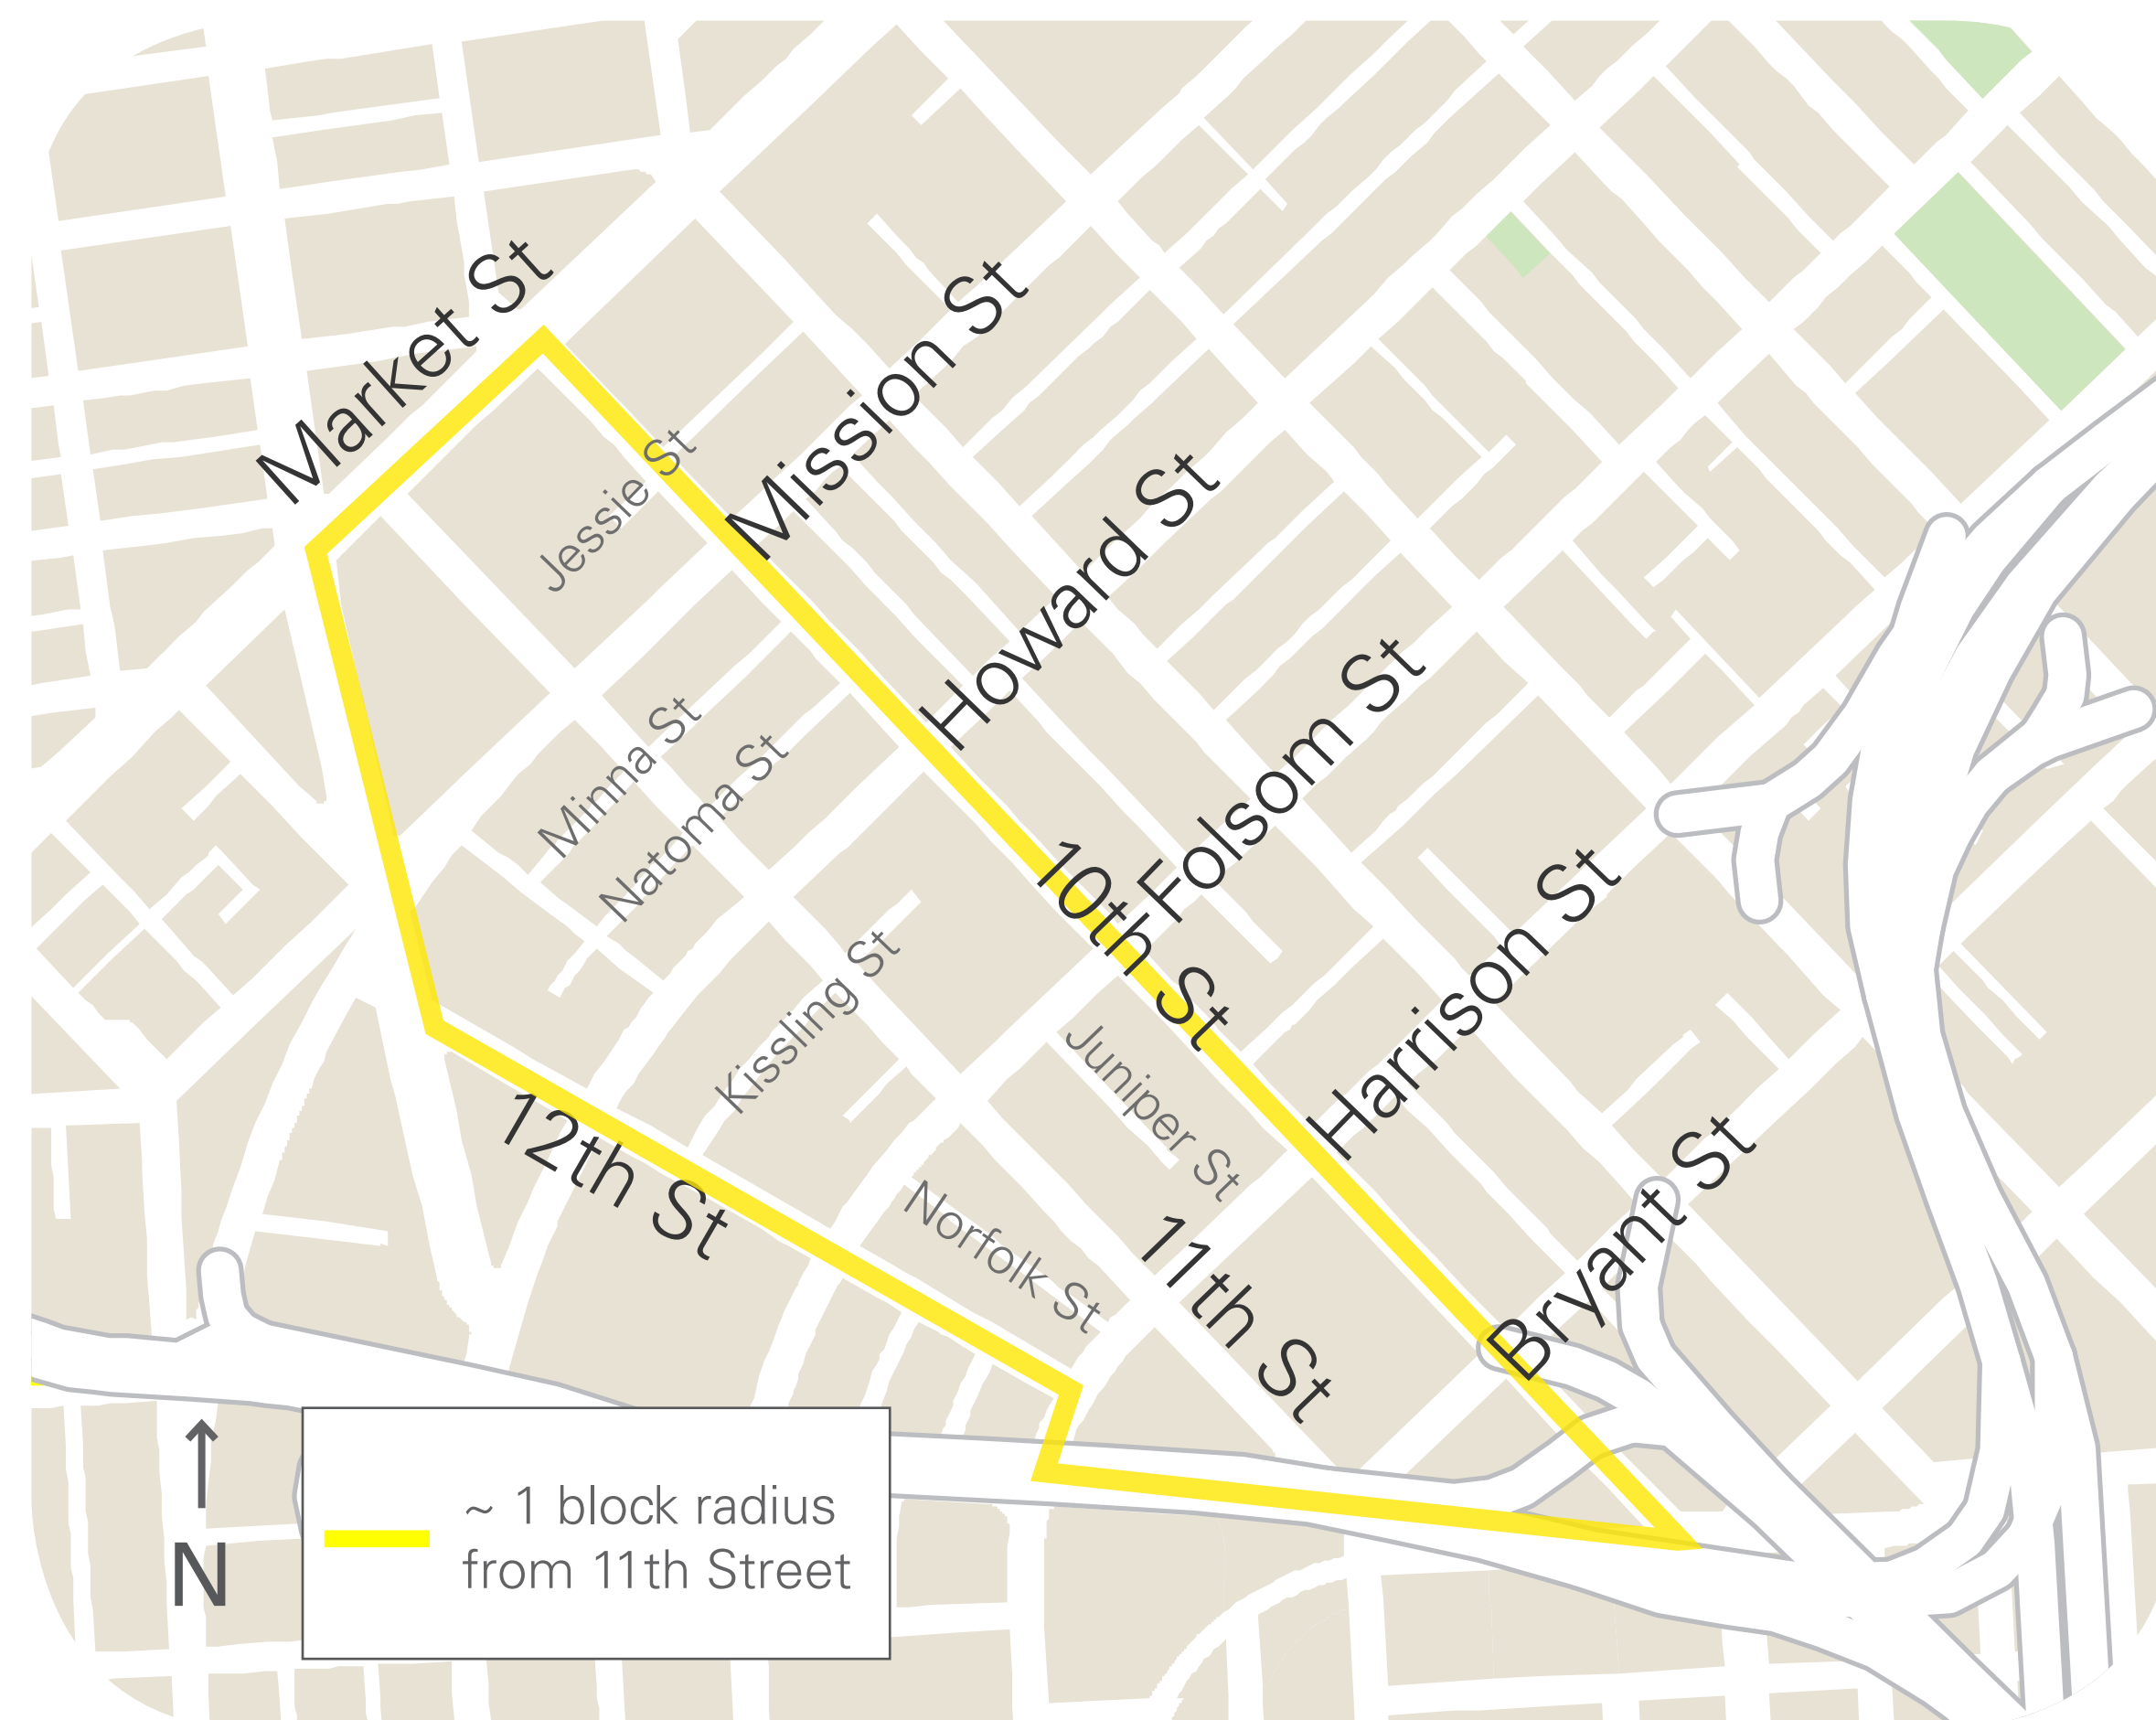 Market St
Mission St
Jessie St
Howard St
Minna St
Natoma St
10th St
Folsom St
Kissling St
Juniper St
Harrison St
12th St
Norfolk St
11th St
Bryant St
N
~ 1 block radius
from 11th Street